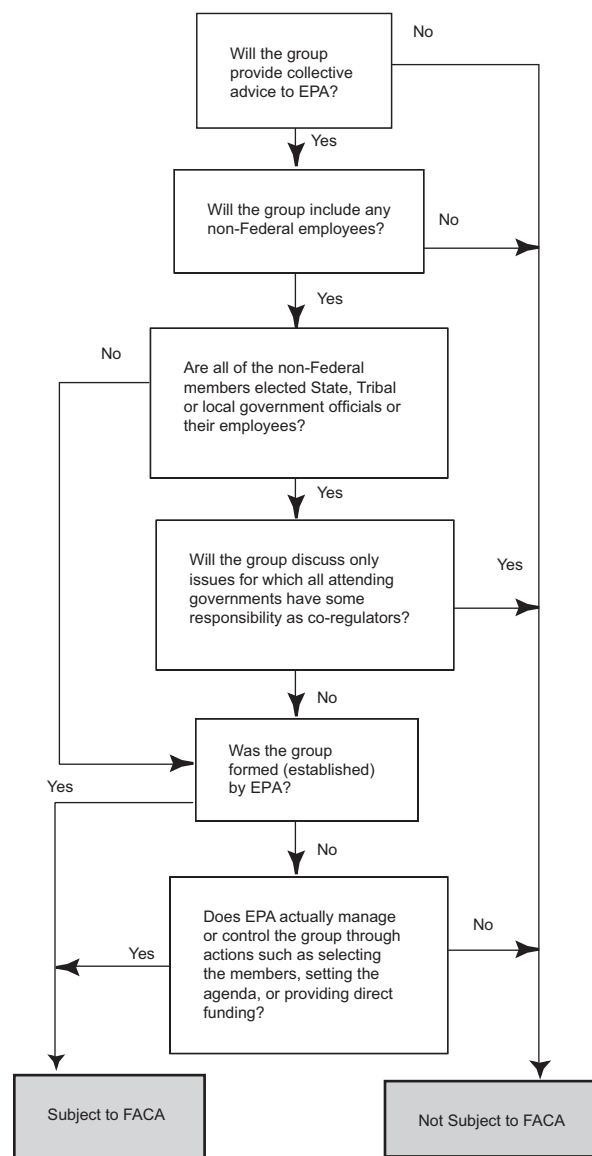 No
Will the group
provide collective
advice to EPA?
Yes
Will the group include any
non-Federal employees?
No
Yes
No
Are all of the non-Federal
members elected State, Tribal
or local government officials or
their employees?
Yes
Will the group discuss only
issues for which all attending
governments have some
responsibility as co-regulators?
Yes
No
Was the group
formed (established)
by EPA?
Yes
No
Does EPA actually manage
or control the group through
actions such as selecting
the members, setting the
agenda, or providing direct
funding?
Yes
No
Subject to FACA
Not Subject to FACA